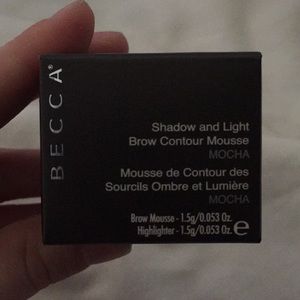 BECCA®
Shadow and Light
Brow Contour Mousse
MOCHA
Mousse de Contour des
Sourcils Ombre et Lumière
MOCHA
Brow Mousse - 1.5g/0.053 Oz.
Highlighter - 1.5g/0.053 Oz. ℮